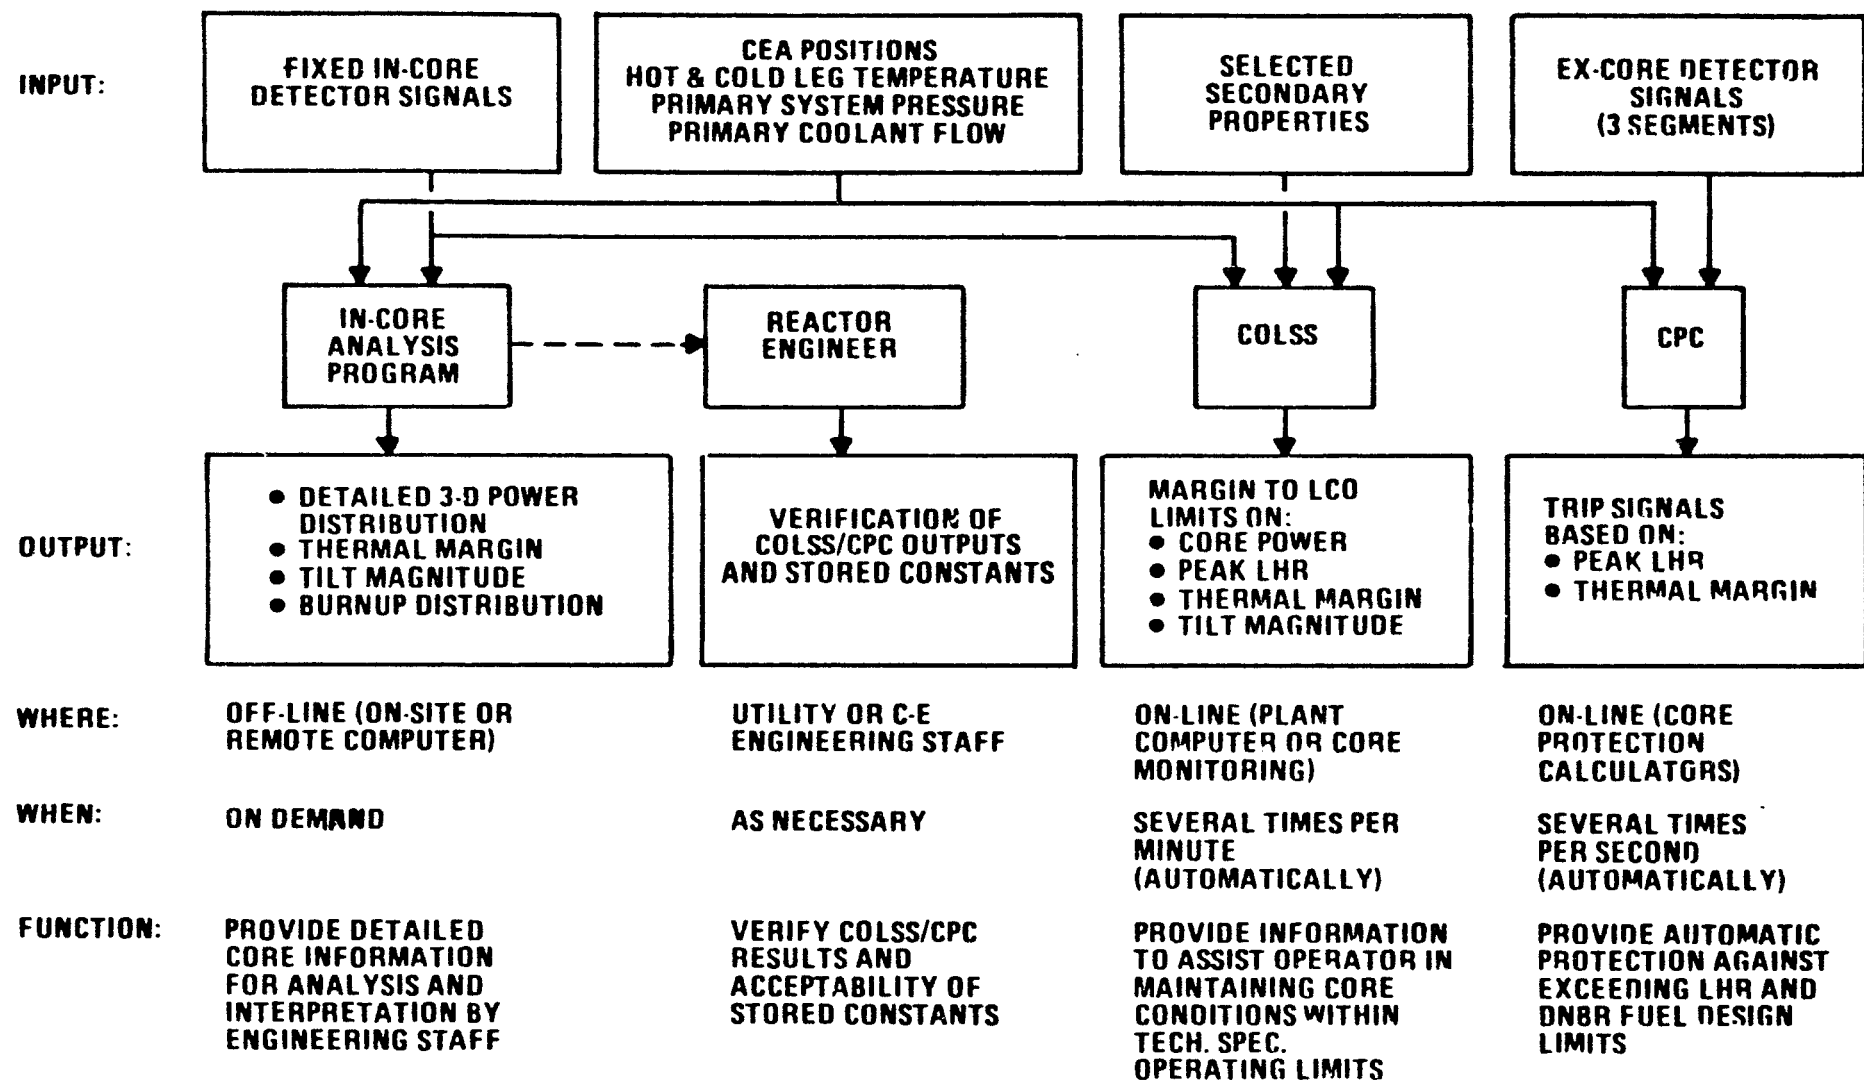 INPUT:
FIXED IN-CORE
DETECTOR SIGNALS
CEA POSITIONS
HOT & COLD LEG TEMPERATURE
PRIMARY SYSTEM PRESSURE
PRIMARY COOLANT FLOW
SELECTED
SECONDARY
PROPERTIES
EX-CORE DETECTOR
SIGNALS
(3 SEGMENTS)
IN-CORE
ANALYSIS
PROGRAM
REACTOR
ENGINEER
COLSS
CPC
OUTPUT:
● DETAILED 3-D POWER
DISTRIBUTION
● THERMAL MARGIN
● TILT MAGNITUDE
● BURNUP DISTRIBUTION
VERIFICATION OF
COLSS/CPC OUTPUTS
AND STORED CONSTANTS
MARGIN TO LCO
LIMITS ON:
● CORE POWER
● PEAK LHR
● THERMAL MARGIN
● TILT MAGNITUDE
TRIP SIGNALS
BASED ON:
● PEAK LHR
● THERMAL MARGIN
WHERE:
OFF-LINE (ON-SITE OR
REMOTE COMPUTER)
UTILITY OR C-E
ENGINEERING STAFF
ON-LINE (PLANT
COMPUTER OR CORE
MONITORING)
ON-LINE (CORE
PROTECTION
CALCULATORS)
WHEN:
ON DEMAND
AS NECESSARY
SEVERAL TIMES PER
MINUTE
(AUTOMATICALLY)
SEVERAL TIMES
PER SECOND
(AUTOMATICALLY)
FUNCTION:
PROVIDE DETAILED
CORE INFORMATION
FOR ANALYSIS AND
INTERPRETATION BY
ENGINEERING STAFF
VERIFY COLSS/CPC
RESULTS AND
ACCEPTABILITY OF
STORED CONSTANTS
PROVIDE INFORMATION
TO ASSIST OPERATOR IN
MAINTAINING CORE
CONDITIONS WITHIN
TECH. SPEC.
OPERATING LIMITS
PROVIDE AUTOMATIC
PROTECTION AGAINST
EXCEEDING LHR AND
DNBR FUEL DESIGN
LIMITS